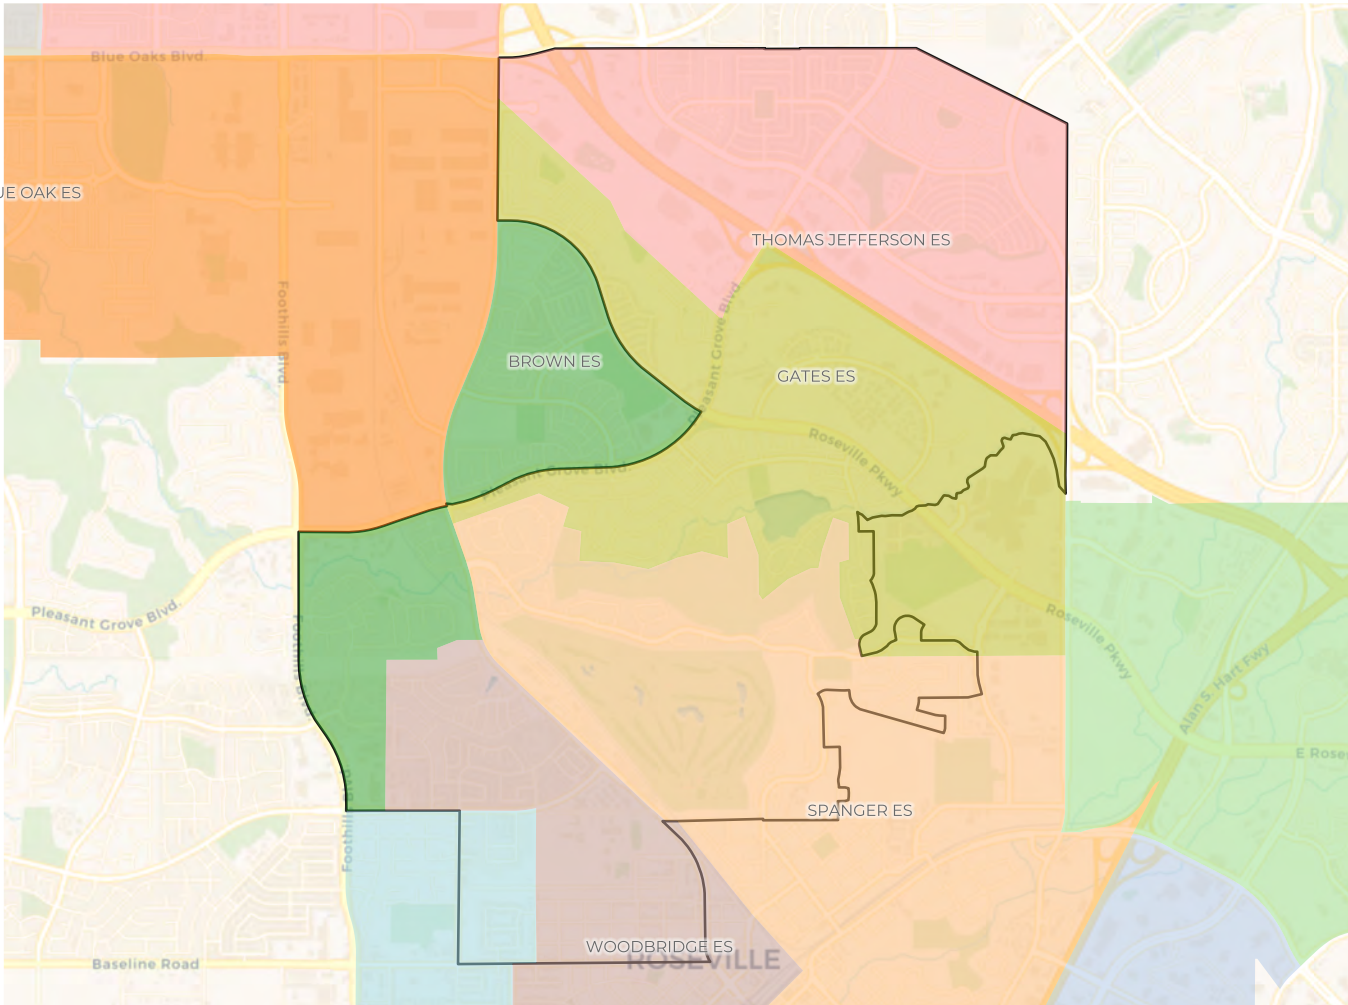 Blue Oaks Blvd.
UE OAK ES
THOMAS JEFFERSON ES
Foothills Blvd
Pleasant Grove Blvd
BROWN ES
GATES ES
Roseville Pkwy
Pleasant Grove Blvd
Pleasant Grove Blvd.
Foothills Blvd
Roseville Pkwy
Alan S. Hart Fwy
E Rose
Foothills Blvd
SPANGER ES
WOODBRIDGE ES
ROSEVILLE
Baseline Road